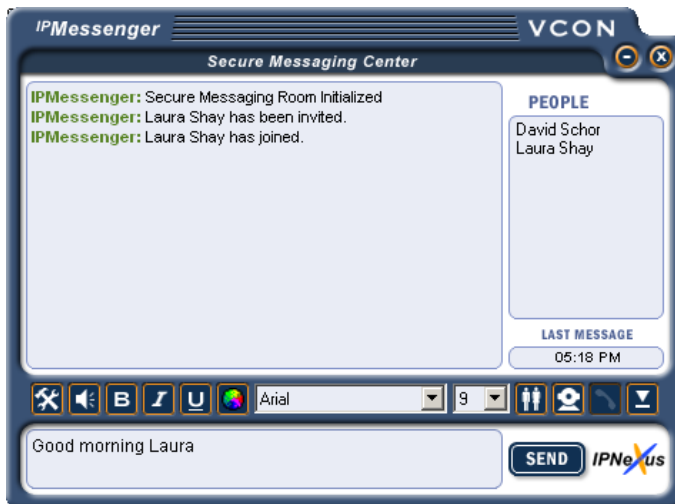 IPMessenger
VCON
Secure Messaging Center
IPMessenger: Secure Messaging Room Initialized
IPMessenger: Laura Shay has been invited.
IPMessenger: Laura Shay has joined.
PEOPLE
David Schor
Laura Shay
LAST MESSAGE
05:18 PM
B I U Arial 9
Good morning Laura
SEND IPNeXus